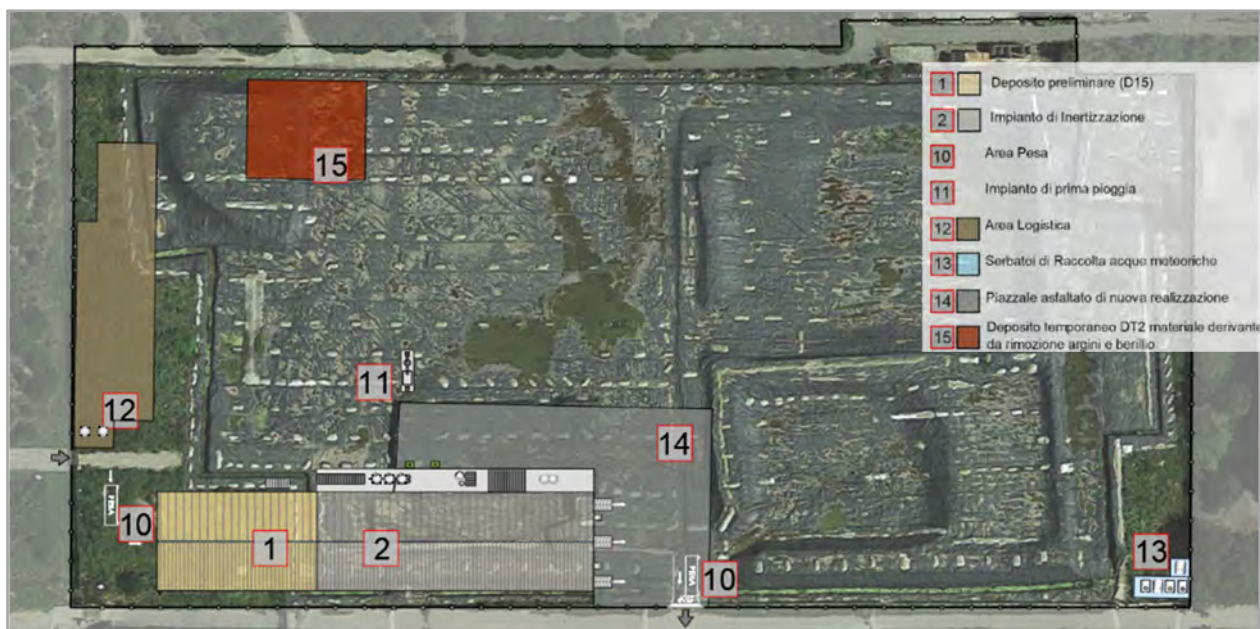 1 Deposito preliminare (D15)
2 Impianto di Inertizzazione
10 Area Pesa
11 Impianto di prima pioggia
12 Area Logistica
13 Serbatoi di Raccolta acque meteoriche
14 Piazzale asfaltato di nuova realizzazione
15 Deposito temporaneo DT2 materiale derivante
da rimozione argini e berillio
15
11
12
14
10
PESA
1
2
10
PESA
13